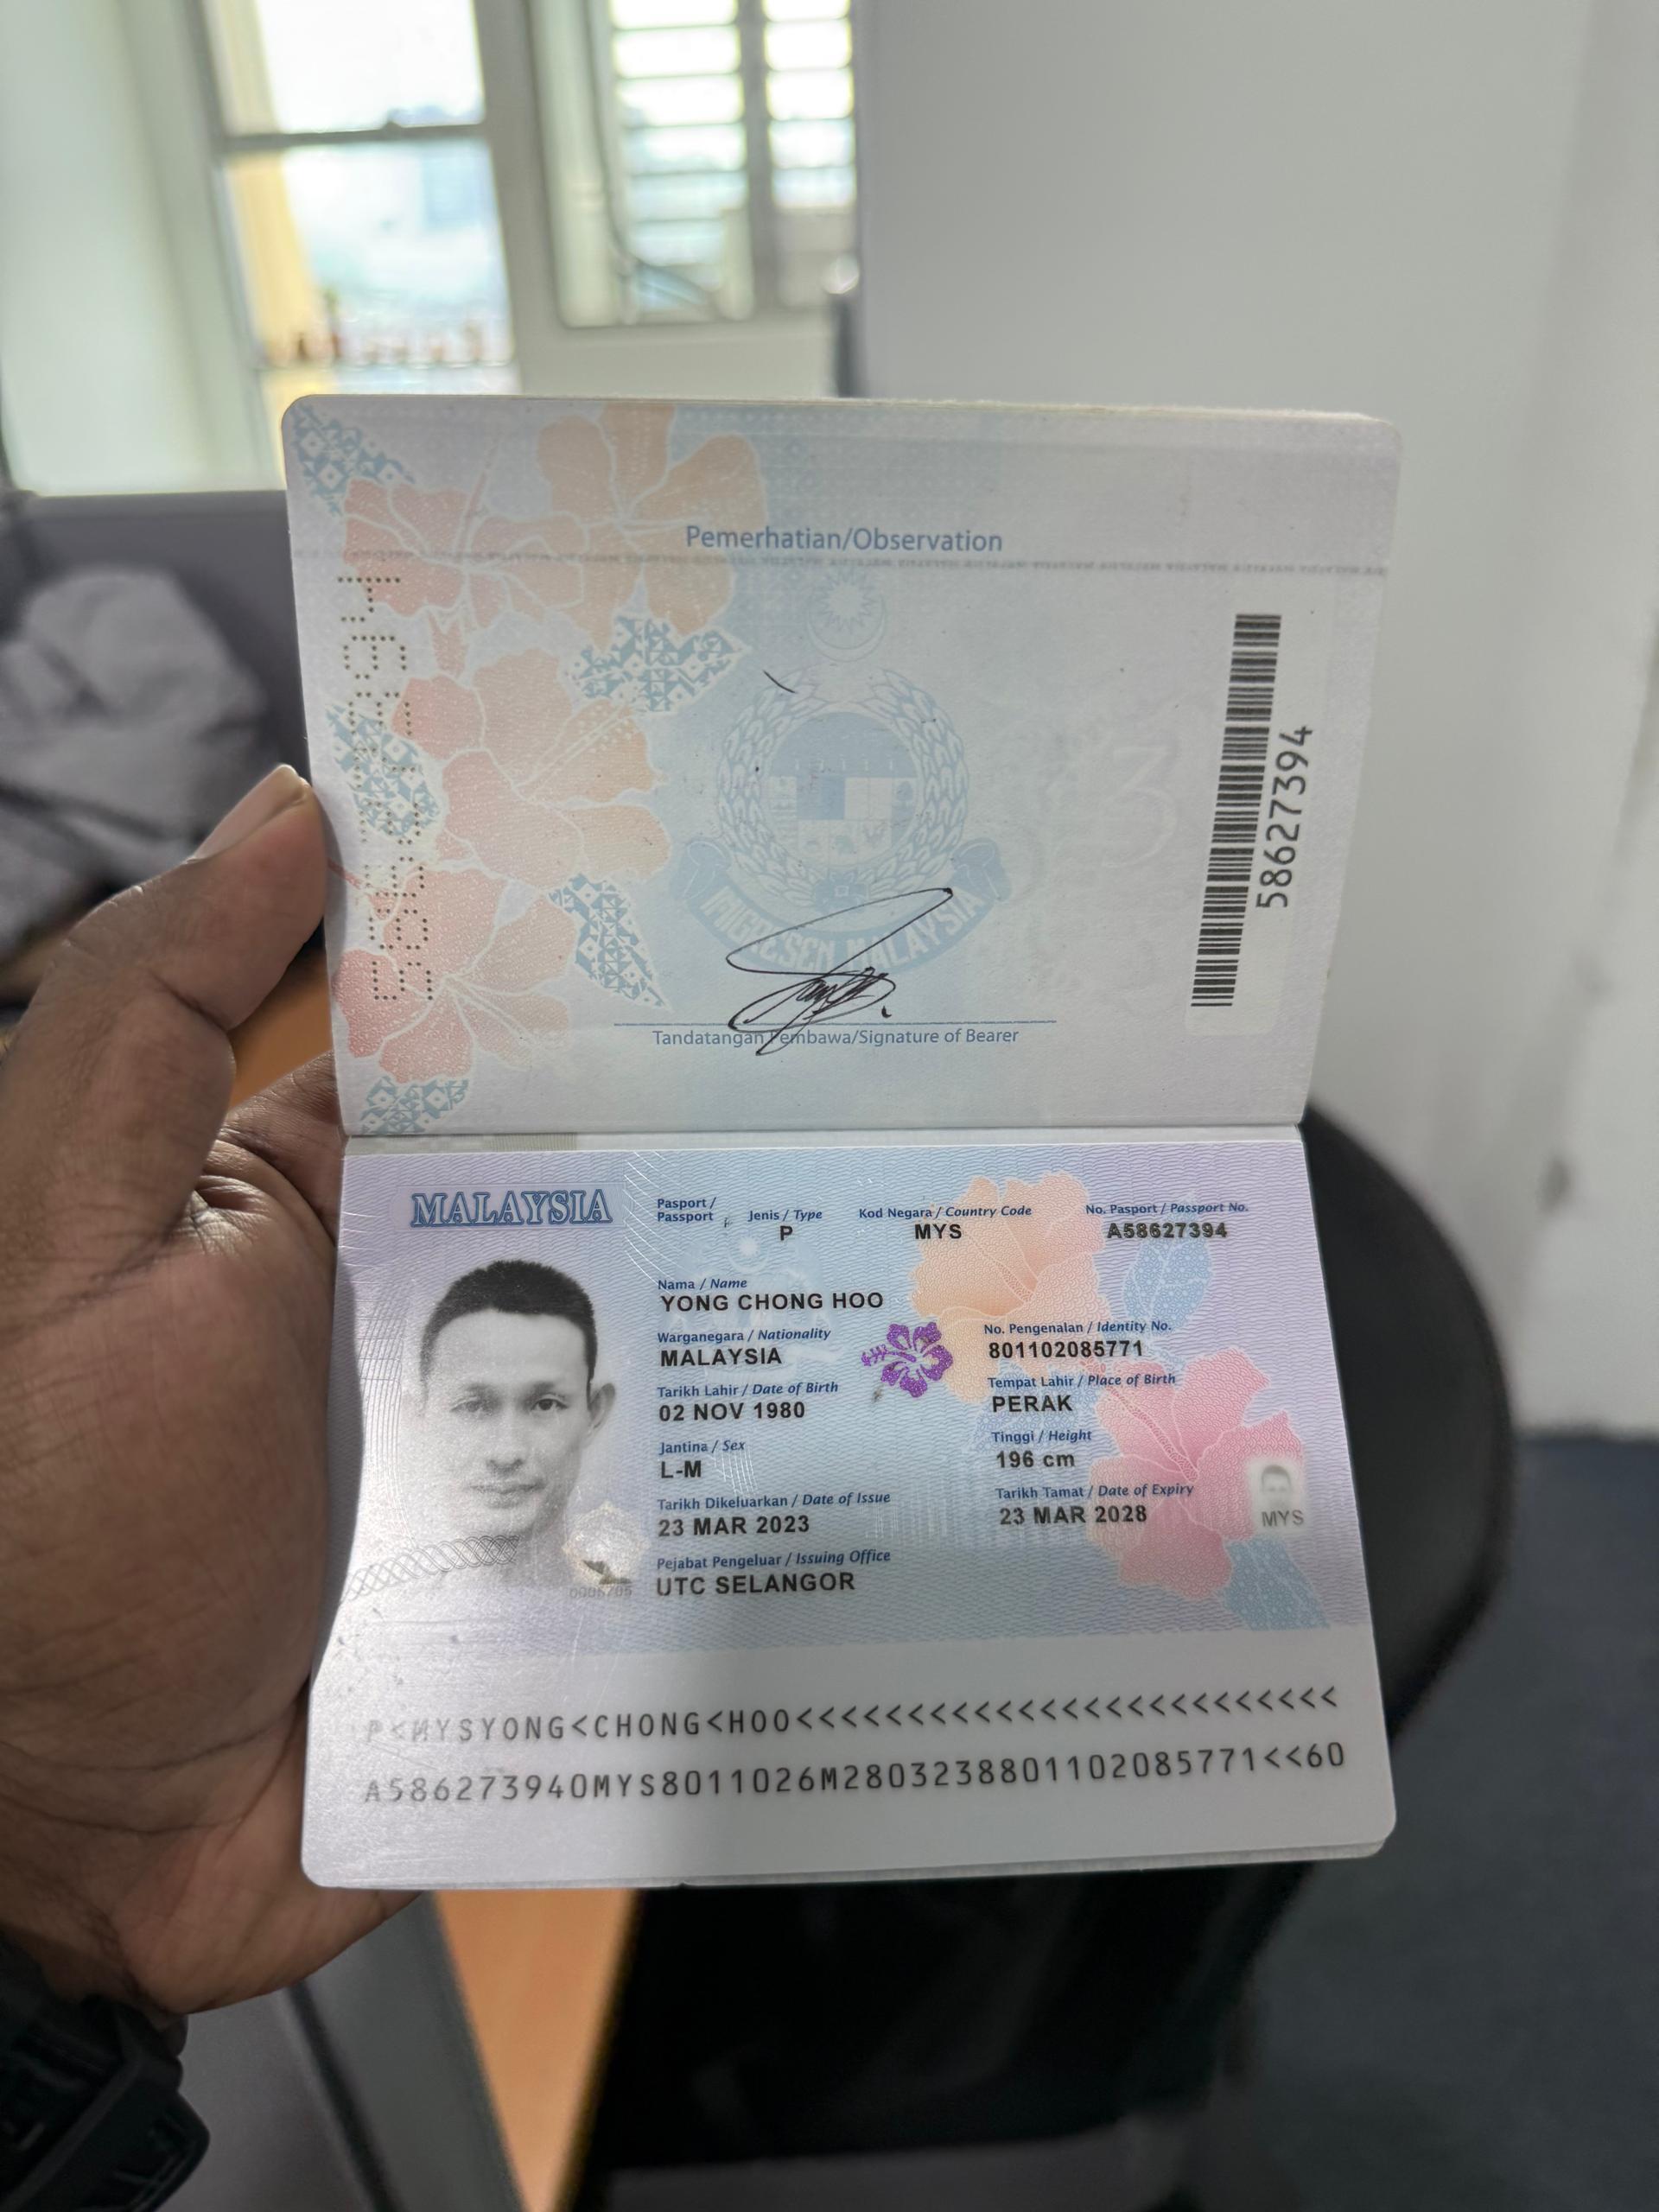 Pemerhatian/Observation
58627394
IMIGRESEN MALAYSIA
Tandatangan Pembawa/Signature of Bearer
MALAYSIA
Pasport / Passport
Jenis / Type
P
Kod Negara / Country Code
MYS
No. Pasport / Passport No.
A58627394
Nama / Name
YONG CHONG HOO
Warganegara / Nationality
MALAYSIA
No. Pengenalan / Identity No.
801102085771
Tarikh Lahir / Date of Birth
02 NOV 1980
Tempat Lahir / Place of Birth
PERAK
Jantina / Sex
L-M
Tinggi / Height
196 cm
Tarikh Dikeluarkan / Date of Issue
23 MAR 2023
Tarikh Tamat / Date of Expiry
23 MAR 2028
MYS
Pejabat Pengeluar / Issuing Office
UTC SELANGOR
P<MYSYONG<CHONG<HOO<<<<<<<<<<<<<<<<<<<<<<<<<
A586273940MYS8011026M2803238801102085771<<60